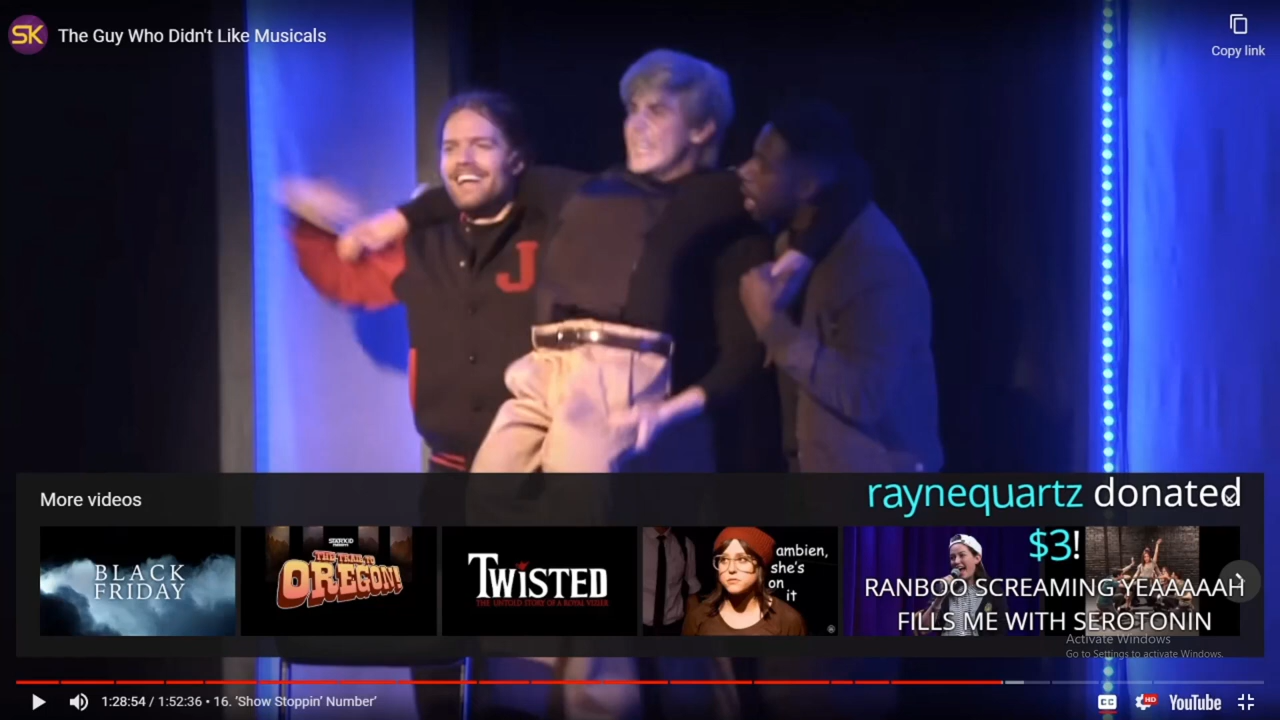 SK The Guy Who Didn't Like Musicals
Copy link
J
More videos
raynequartz donated
$3!
RANBOO SCREAMING YEAAAAAH
FILLS ME WITH SEROTONIN
BLACK
FRIDAY
STARKID
PRESENTS
THE TRAIL TO
OREGON!
TWISTED
THE UNTOLD STORY OF A ROYAL VIZIER
ambien,
she's
on
it
Activate Windows
Go to Settings to activate Windows.
1:28:54 / 1:52:36 • 16. ‘Show Stoppin’ Number’
CC HD YouTube